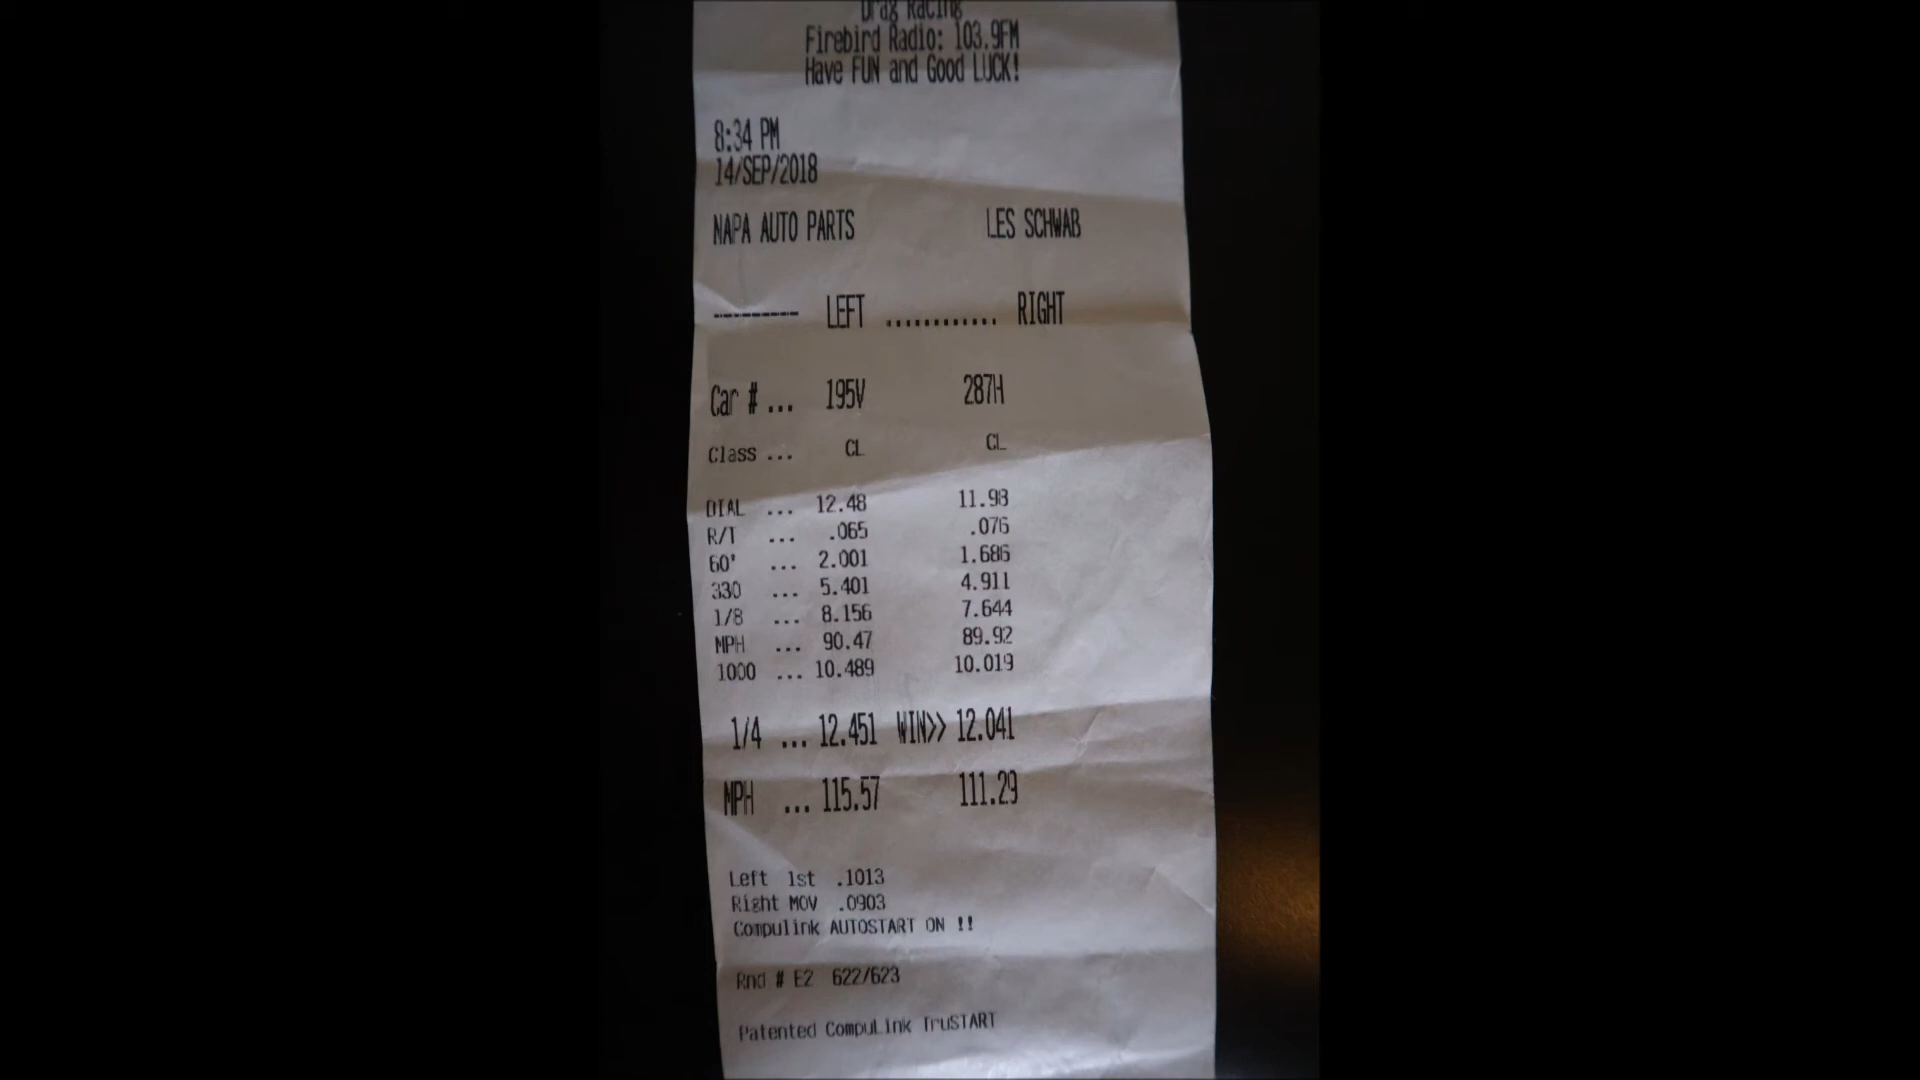 Drag Racing
Firebird Radio: 103.9FM
Have FUN and Good LUCK!
8:34 PM
14/SEP/2018
NAPA AUTO PARTS LES SCHWAB
--------- LEFT ............ RIGHT
Car # ... 195V 287H
Class ... CL CL
DIAL ... 12.48 11.98
R/T ... .065 .076
60' ... 2.001 1.686
330 ... 5.401 4.911
1/8 ... 8.156 7.644
MPH ... 90.47 89.92
1000 ... 10.489 10.019
1/4 ... 12.451 WIN>> 12.041
MPH ... 115.57 111.29
Left 1st .1013
Right MOV .0903
Compulink AUTOSTART ON !!
Rnd # E2 622/623
Patented CompuLink TruSTART